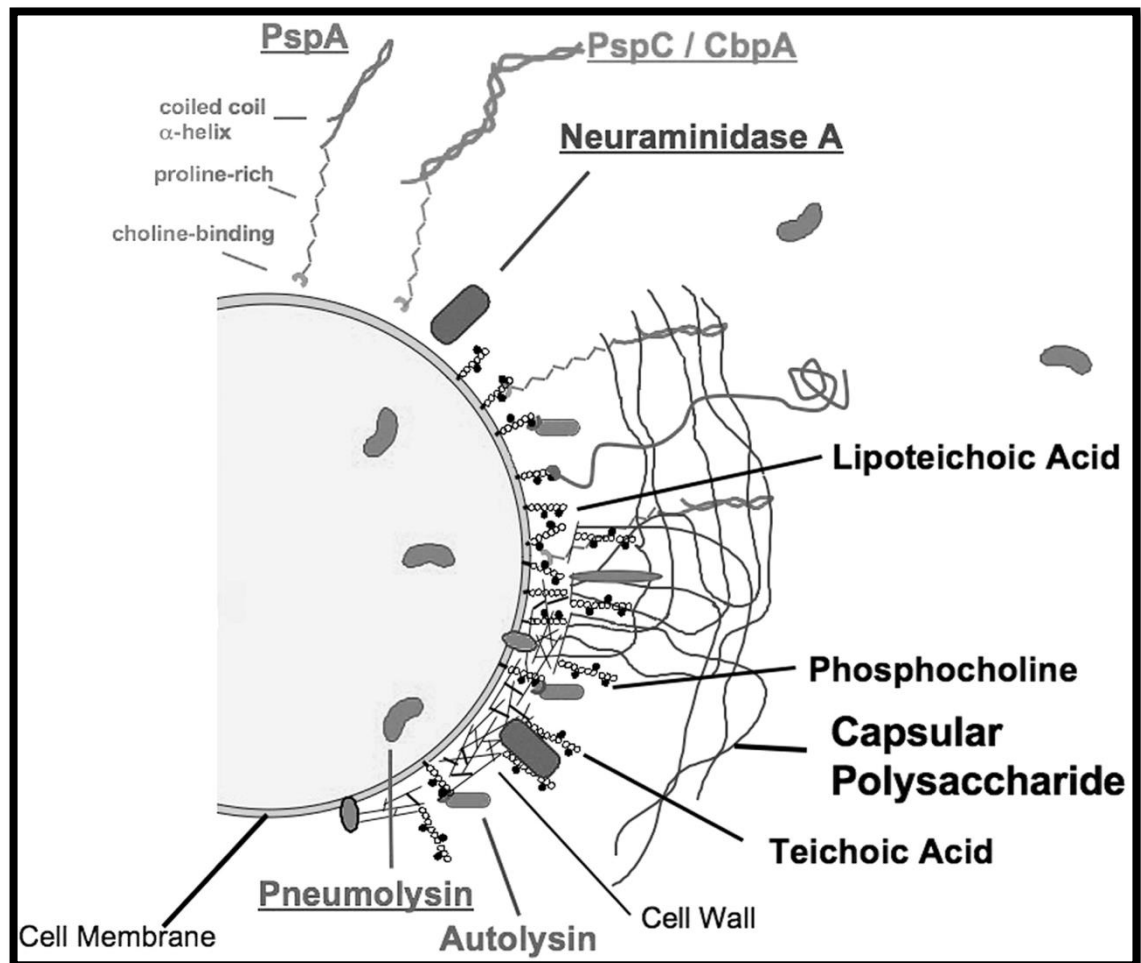 PspA
PspC / CbpA
coiled coil
α-helix
Neuraminidase A
proline-rich
choline-binding
Lipoteichoic Acid
Phosphocholine
Capsular
Polysaccharide
Teichoic Acid
Pneumolysin
Cell Wall
Cell Membrane
Autolysin